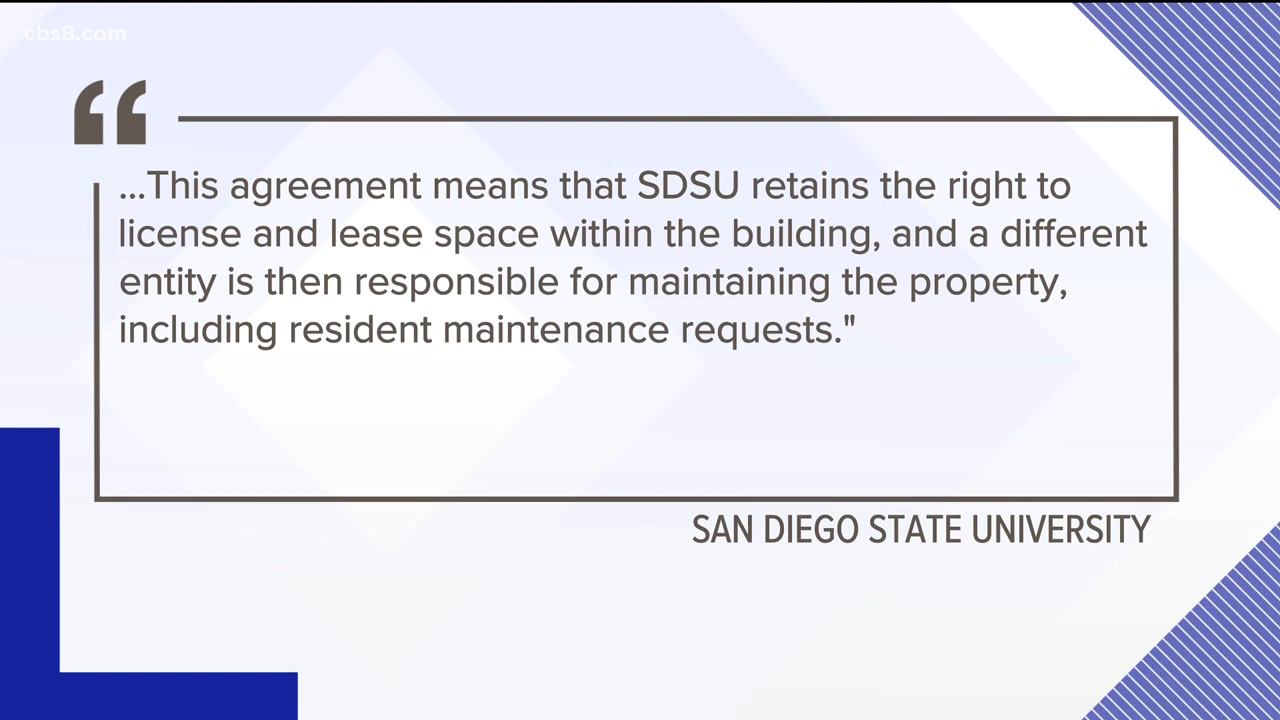 cbs8.com
“
...This agreement means that SDSU retains the right to
license and lease space within the building, and a different
entity is then responsible for maintaining the property,
including resident maintenance requests."
SAN DIEGO STATE UNIVERSITY